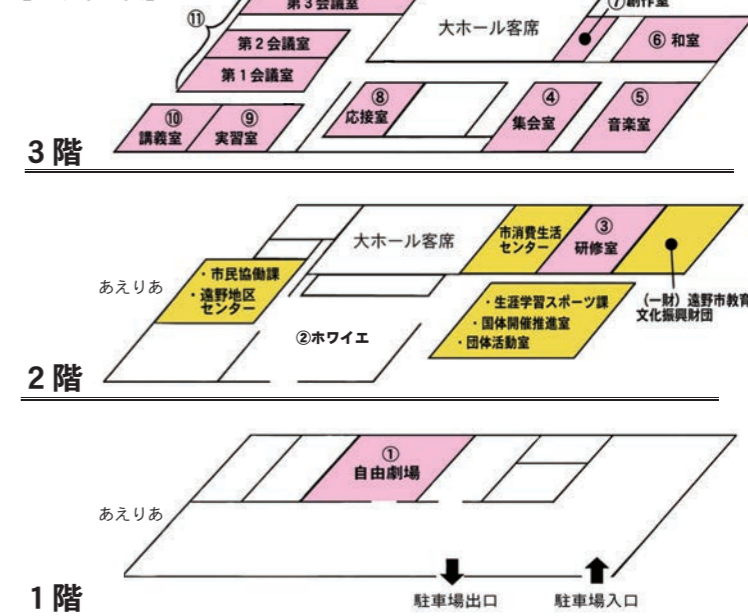 第３会議室
⑦創作室
⑪
大ホール客席
⑥ 和室
第２会議室
第１会議室
⑧
応接室
④
集会室
⑤
音楽室
⑩
講義室
⑨
実習室
３階
大ホール客席
市消費生活
センター
③
研修室
あえりあ
・市民協働課
・遠野地区
センター
・生涯学習スポーツ課
・国体開催推進室
・団体活動室
（一財）遠野市教育
文化振興財団
②ホワイエ
２階
①
自由劇場
あえりあ
１階
駐車場出口
駐車場入口